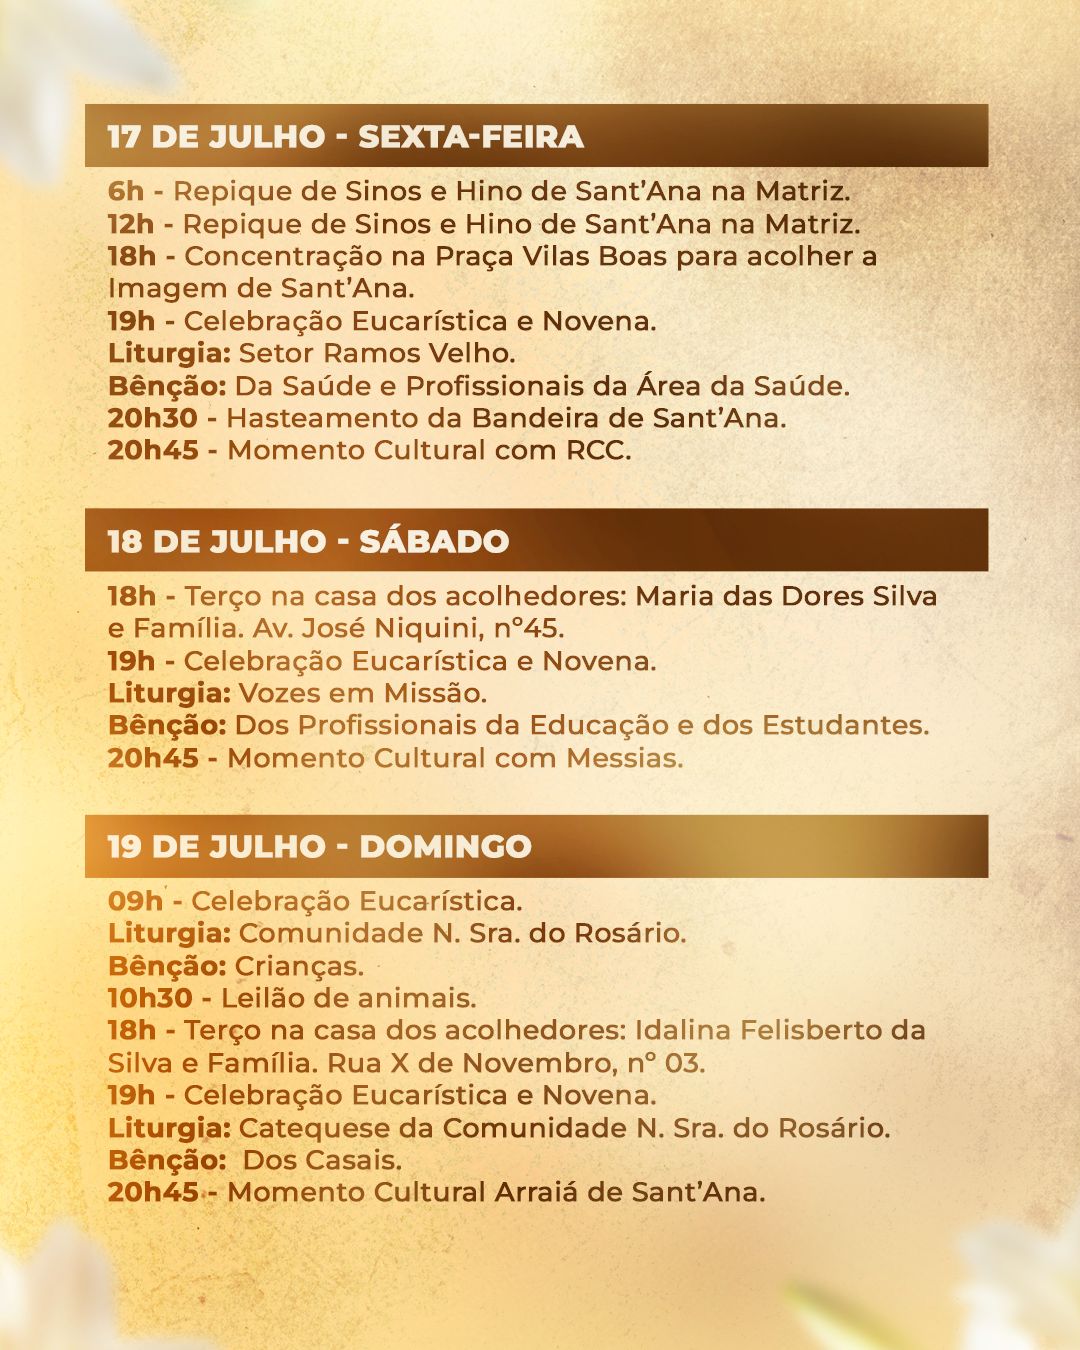 17 DE JULHO - SEXTA-FEIRA
6h - Repique de Sinos e Hino de Sant’Ana na Matriz.
12h - Repique de Sinos e Hino de Sant’Ana na Matriz.
18h - Concentração na Praça Vilas Boas para acolher a
Imagem de Sant’Ana.
19h - Celebração Eucarística e Novena.
Liturgia: Setor Ramos Velho.
Bênção: Da Saúde e Profissionais da Área da Saúde.
20h30 - Hasteamento da Bandeira de Sant’Ana.
20h45 - Momento Cultural com RCC.
18 DE JULHO - SÁBADO
18h - Terço na casa dos acolhedores: Maria das Dores Silva
e Família. Av. José Niquini, nº45.
19h - Celebração Eucarística e Novena.
Liturgia: Vozes em Missão.
Bênção: Dos Profissionais da Educação e dos Estudantes.
20h45 - Momento Cultural com Messias.
19 DE JULHO - DOMINGO
09h - Celebração Eucarística.
Liturgia: Comunidade N. Sra. do Rosário.
Bênção: Crianças.
10h30 - Leilão de animais.
18h - Terço na casa dos acolhedores: Idalina Felisberto da
Silva e Família. Rua X de Novembro, nº 03.
19h - Celebração Eucarística e Novena.
Liturgia: Catequese da Comunidade N. Sra. do Rosário.
Bênção:  Dos Casais.
20h45 - Momento Cultural Arraiá de Sant’Ana.